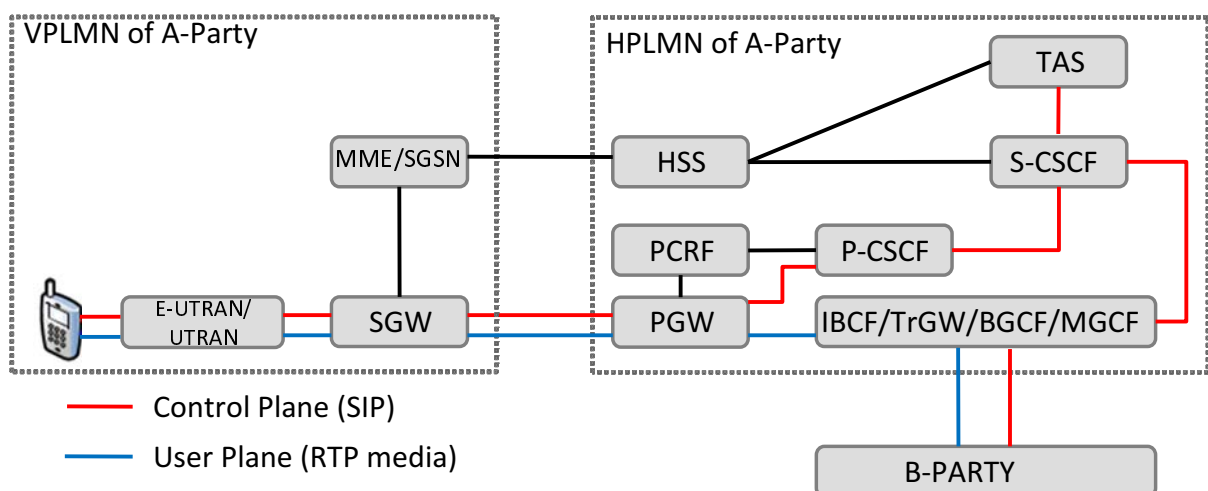 VPLMN of A-Party
HPLMN of A-Party
TAS
MME/SGSN
HSS
S-CSCF
PCRF
P-CSCF
E-UTRAN/
UTRAN
SGW
PGW
IBCF/TrGW/BGCF/MGCF
Control Plane (SIP)
User Plane (RTP media)
B-PARTY